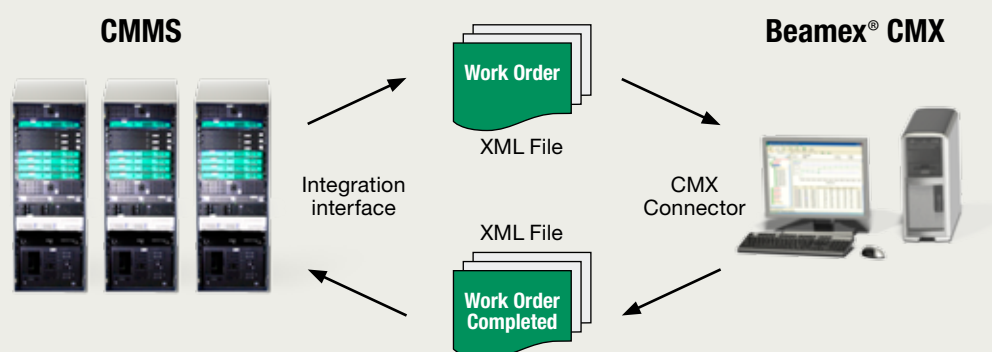 CMMS
Beamex® CMX
Work Order
XML File
Integration
interface
CMX
Connector
XML File
Work Order
Completed